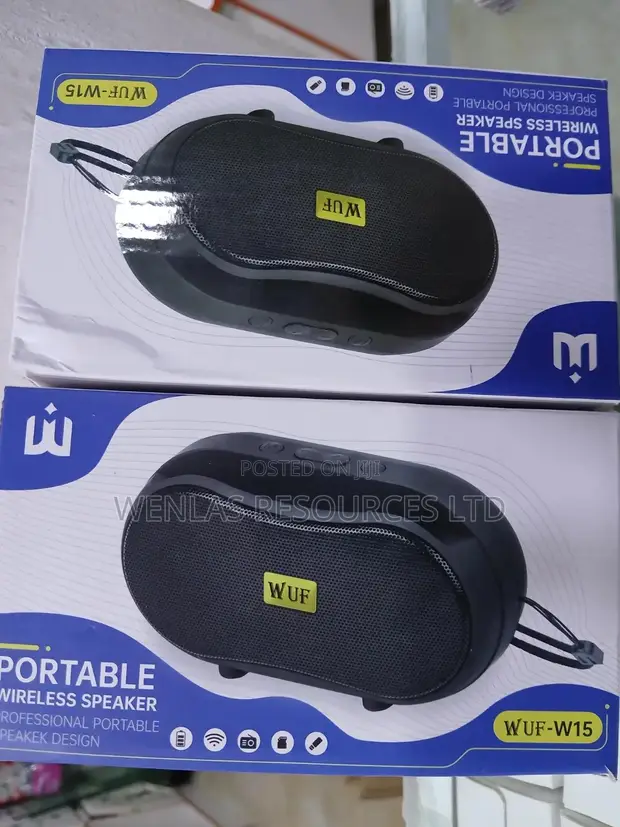 WUF-W15
PORTABLE
WIRELESS SPEAKER
PROFESSIONAL PORTABLE
SPEAKEK DESIGN
WUF
POSTED ON
WENLAS RESOURCES LTD
WUF
PORTABLE
WIRELESS SPEAKER
PROFESSIONAL PORTABLE
SPEAKEK DESIGN
WUF-W15